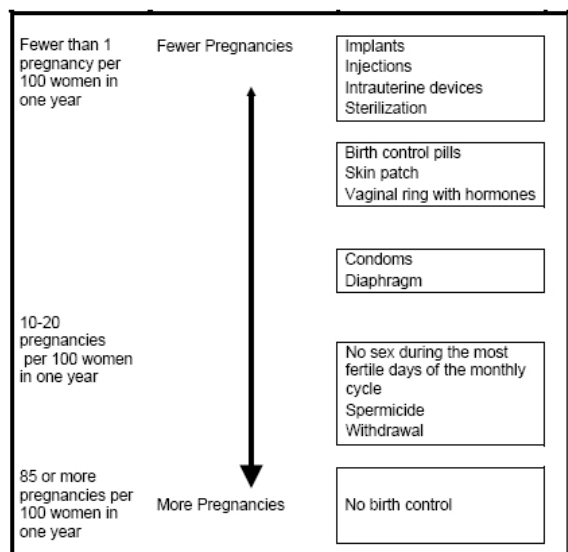 Fewer than 1
pregnancy per
100 women in
one year
Fewer Pregnancies
Implants
Injections
Intrauterine devices
Sterilization
Birth control pills
Skin patch
Vaginal ring with hormones
Condoms
Diaphragm
10-20
pregnancies
per 100 women
in one year
No sex during the most
fertile days of the monthly
cycle
Spermicide
Withdrawal
85 or more
pregnancies per
100 women in
one year
More Pregnancies
No birth control